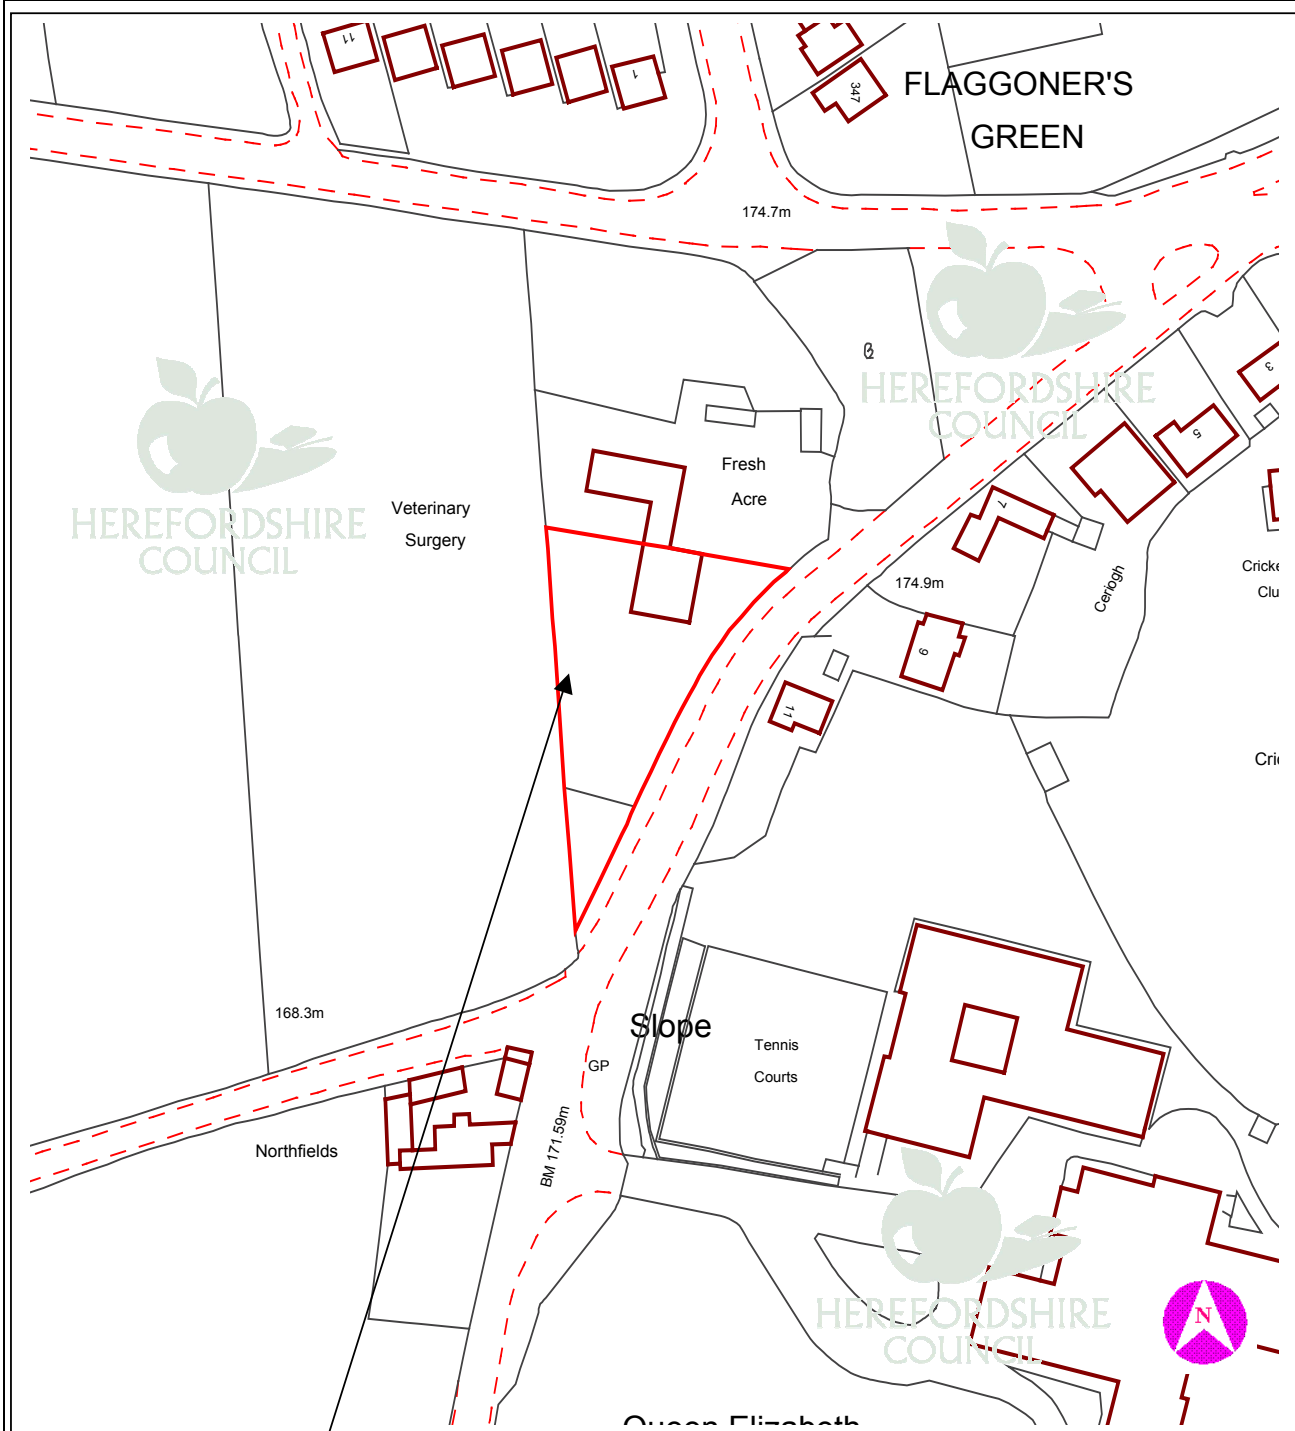 11
1
347
FLAGGONER'S
GREEN
174.7m
HEREFORDSHIRE
COUNCIL
3
5
Fresh
Acre
Veterinary
Surgery
HEREFORDSHIRE
COUNCIL
7
174.9m
Ceriogh
Cricke
Clu
9
11
Cric
168.3m
Slope
Tennis
Courts
GP
BM 171.59m
Northfields
HEREFORDSHIRE
COUNCIL
N
Queen Elizabeth